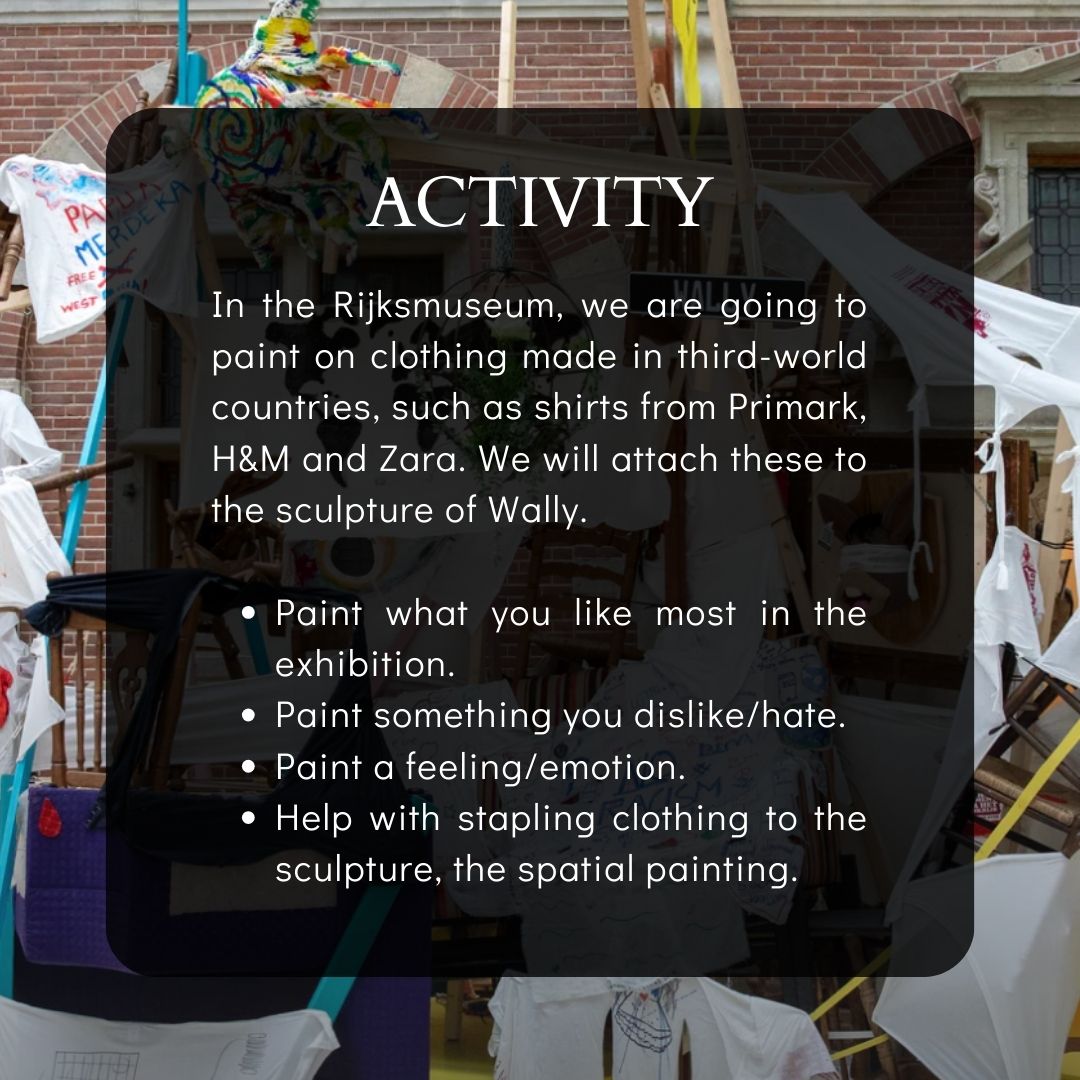 PAPUA
MERDEKA
FREE
WEST
ACTIVITY
WALLY
In the Rijksmuseum, we are going to
paint on clothing made in third-world
countries, such as shirts from Primark,
H&M and Zara. We will attach these to
the sculpture of Wally.
• Paint what you like most in the
exhibition.
• Paint something you dislike/hate.
• Paint a feeling/emotion.
• Help with stapling clothing to the
sculpture, the spatial painting.